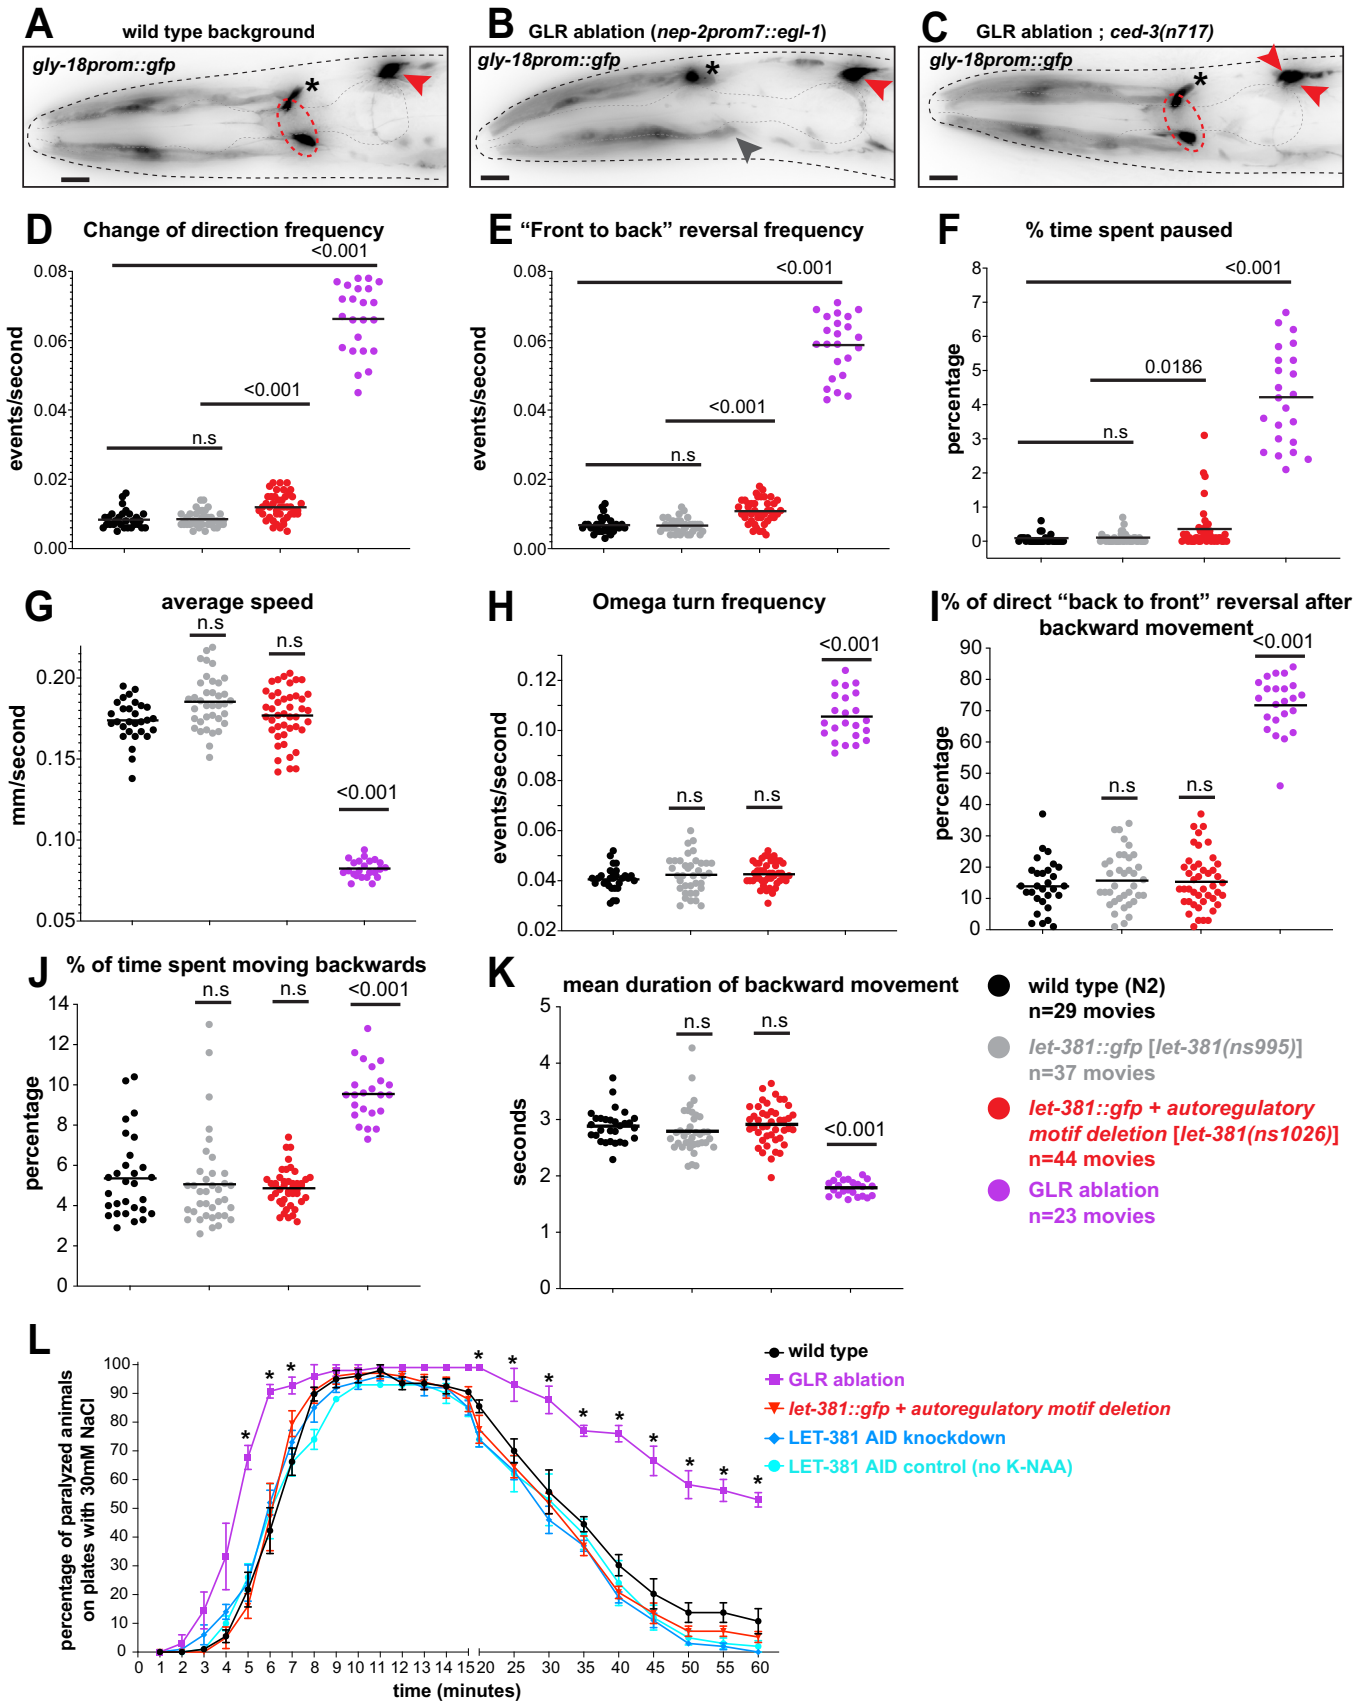 A
wild type background
gly-18prom::gfp
*
B
GLR ablation (nep-2prom7::egl-1)
gly-18prom::gfp
*
C
GLR ablation ; ced-3(n717)
gly-18prom::gfp
*
D
Change of direction frequency
<0.001
<0.001
n.s
events/second
0.08
0.06
0.04
0.02
0.00
E
“Front to back” reversal frequency
<0.001
<0.001
n.s
events/second
0.08
0.06
0.04
0.02
0.00
F
% time spent paused
<0.001
0.0186
n.s
percentage
8
7
6
5
4
3
2
1
0
G
average speed
n.s
n.s
<0.001
mm/second
0.20
0.15
0.10
0.05
H
Omega turn frequency
<0.001
n.s
n.s
events/second
0.12
0.10
0.08
0.06
0.04
0.02
I
% of direct “back to front” reversal after
backward movement
<0.001
n.s
n.s
percentage
90
80
70
60
50
40
30
20
10
0
J
% of time spent moving backwards
n.s
n.s
<0.001
percentage
14
12
10
8
6
4
2
0
K
mean duration of backward movement
n.s
n.s
<0.001
seconds
5
4
3
2
1
0
wild type (N2)
n=29 movies
let-381::gfp [let-381(ns995)]
n=37 movies
let-381::gfp + autoregulatory
motif deletion [let-381(ns1026)]
n=44 movies
GLR ablation
n=23 movies
L
percentage of paralyzed animals
on plates with 30mM NaCl
100
90
80
70
60
50
40
30
20
10
0
* * * * * * * * * * * *
0 1 2 3 4 5 6 7 8 9 10 11 12 13 14 15 20 25 30 35 40 45 50 55 60
time (minutes)
wild type
GLR ablation
let-381::gfp + autoregulatory motif deletion
LET-381 AID knockdown
LET-381 AID control (no K-NAA)